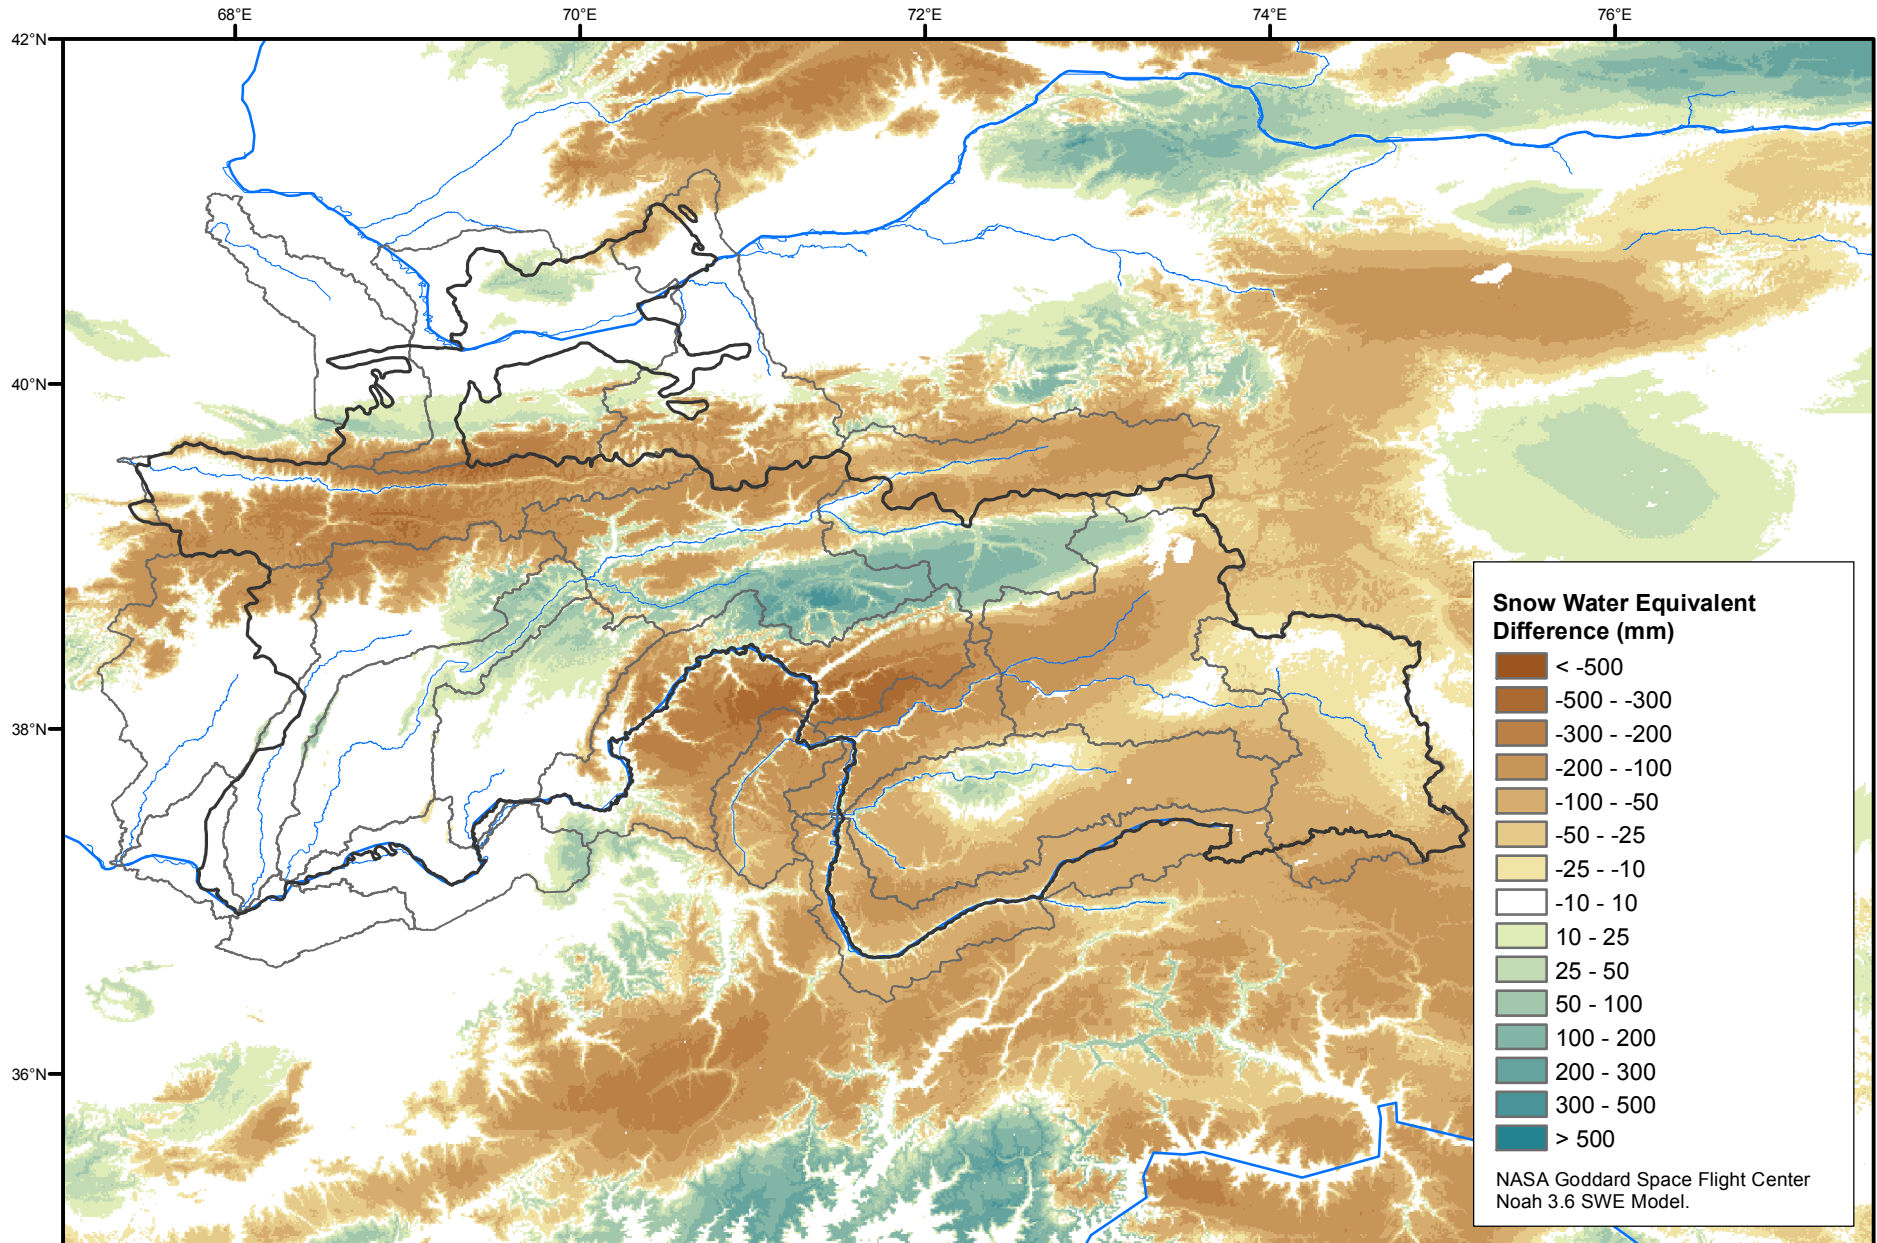 68°E 70°E 72°E 74°E 76°E
42°N
40°N
38°N
36°N
Snow Water Equivalent
Difference (mm)
< -500
-500 - -300
-300 - -200
-200 - -100
-100 - -50
-50 - -25
-25 - -10
-10 - 10
10 - 25
25 - 50
50 - 100
100 - 200
200 - 300
300 - 500
> 500
NASA Goddard Space Flight Center
Noah 3.6 SWE Model.